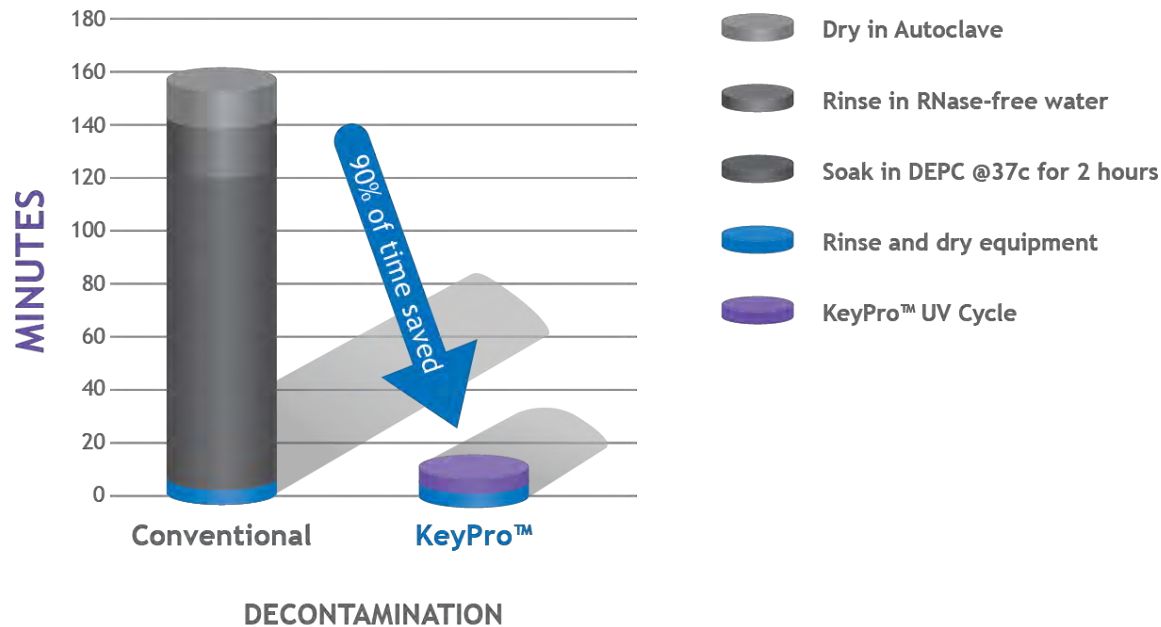 180
160
140
120
100
80
60
40
20
0
MINUTES
90% of time saved
Conventional
KeyPro™
DECONTAMINATION
Dry in Autoclave
Rinse in RNase-free water
Soak in DEPC @37c for 2 hours
Rinse and dry equipment
KeyPro™ UV Cycle